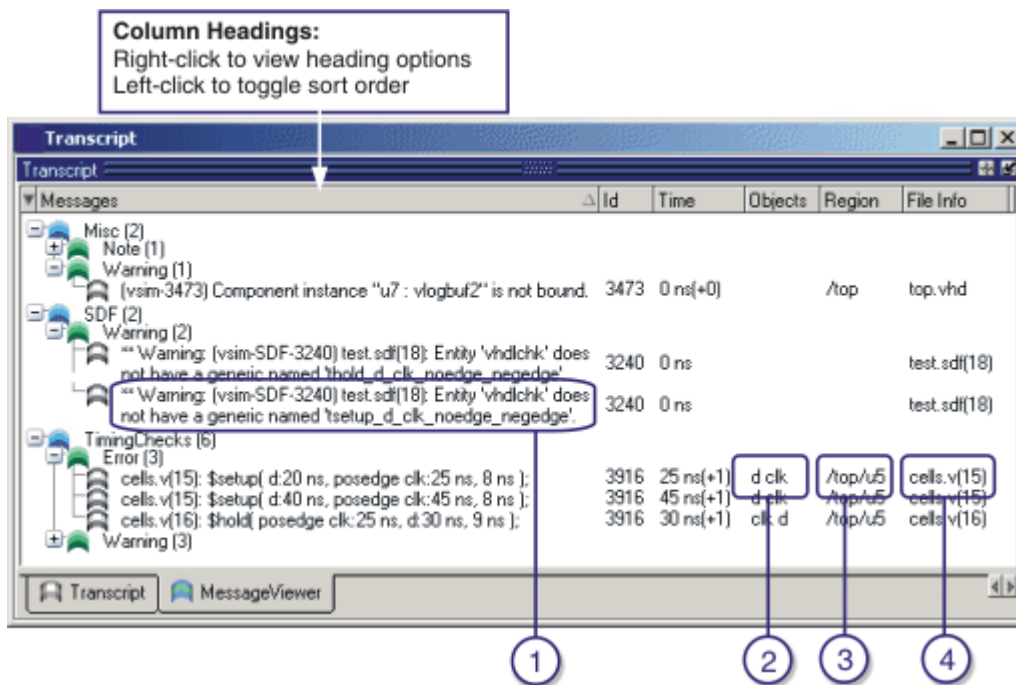 Column Headings:
Right-click to view heading options
Left-click to toggle sort order
Transcript
Transcript
Messages Id Time Objects Region File Info
Misc (2)
Note (1)
Warning (1)
(vsim-3473) Component instance "u7 : vlogbuf2" is not bound. 3473 0 ns(+0) /top top.vhd
SDF (2)
Warning (2)
** Warning: (vsim-SDF-3240) test.sdf(18): Entity 'vhdlchk' does
not have a generic named 'thold_d_clk_noedge_negedge'. 3240 0 ns test.sdf(18)
** Warning: (vsim-SDF-3240) test.sdf(18): Entity 'vhdlchk' does
not have a generic named 'tsetup_d_clk_noedge_negedge'. 3240 0 ns test.sdf(18)
TimingChecks (6)
Error (3)
cells.v(15): $setup( d:20 ns, posedge clk:25 ns, 8 ns ); 3916 25 ns(+1) d clk /top/u5 cells.v(15)
cells.v(15): $setup( d:40 ns, posedge clk:45 ns, 8 ns ); 3916 45 ns(+1) d clk /top/u5 cells.v(15)
cells.v(16): $hold( posedge clk:25 ns, d:30 ns, 9 ns ); 3916 30 ns(+1) clk d /top/u5 cells.v(16)
Warning (3)
Transcript MessageViewer
1 2 3 4